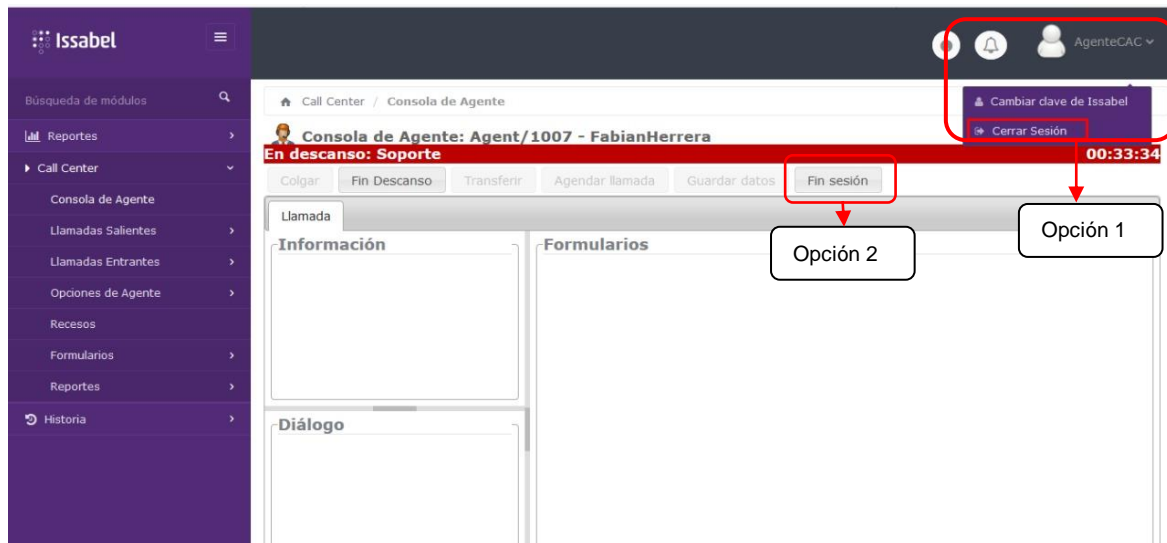 Issabel
AgenteCAC
Búsqueda de módulos
Reportes
Call Center
Consola de Agente
Llamadas Salientes
Llamadas Entrantes
Opciones de Agente
Recesos
Formularios
Reportes
Historia
Call Center / Consola de Agente
Cambiar clave de Issabel
Cerrar Sesión
Consola de Agente: Agent/1007 - FabianHerrera
En descanso: Soporte 00:33:34
Colgar Fin Descanso Transferir Agendar llamada Guardar datos Fin sesión
Llamada
Opción 1
Información Formularios
Opción 2
Diálogo